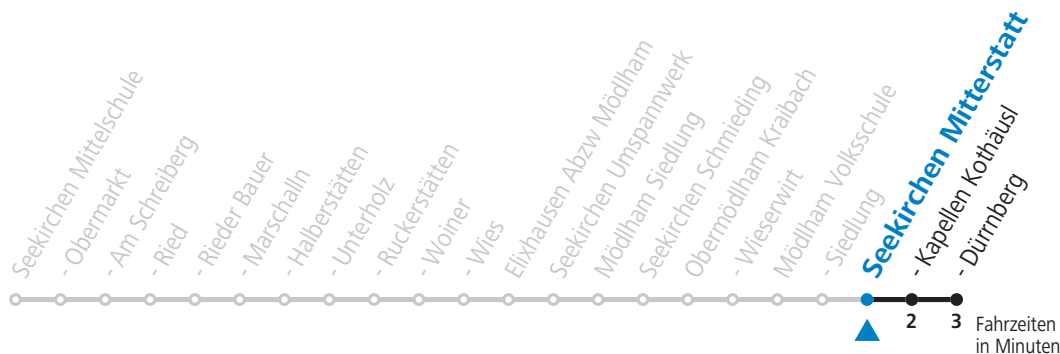 Seekirchen Mittelschule
- Obermarkt
- Am Schreiberg
- Ried
- Rieder Bauer
- Marschalln
- Halberstätten
- Unterholz
- Ruckerstätten
- Woiner
- Wies
Elixhausen Abzw Mödlham
Seekirchen Umspannwerk
Mödlham Siedlung
Seekirchen Schmieding
Obermödlham Kraibach
- Wieserwirt
Mödlham Volksschule
- Siedlung
Seekirchen Mitterstatt
- Kapellen Kothäusl
- Dürrnberg
2 3 Fahrzeiten
in Minuten